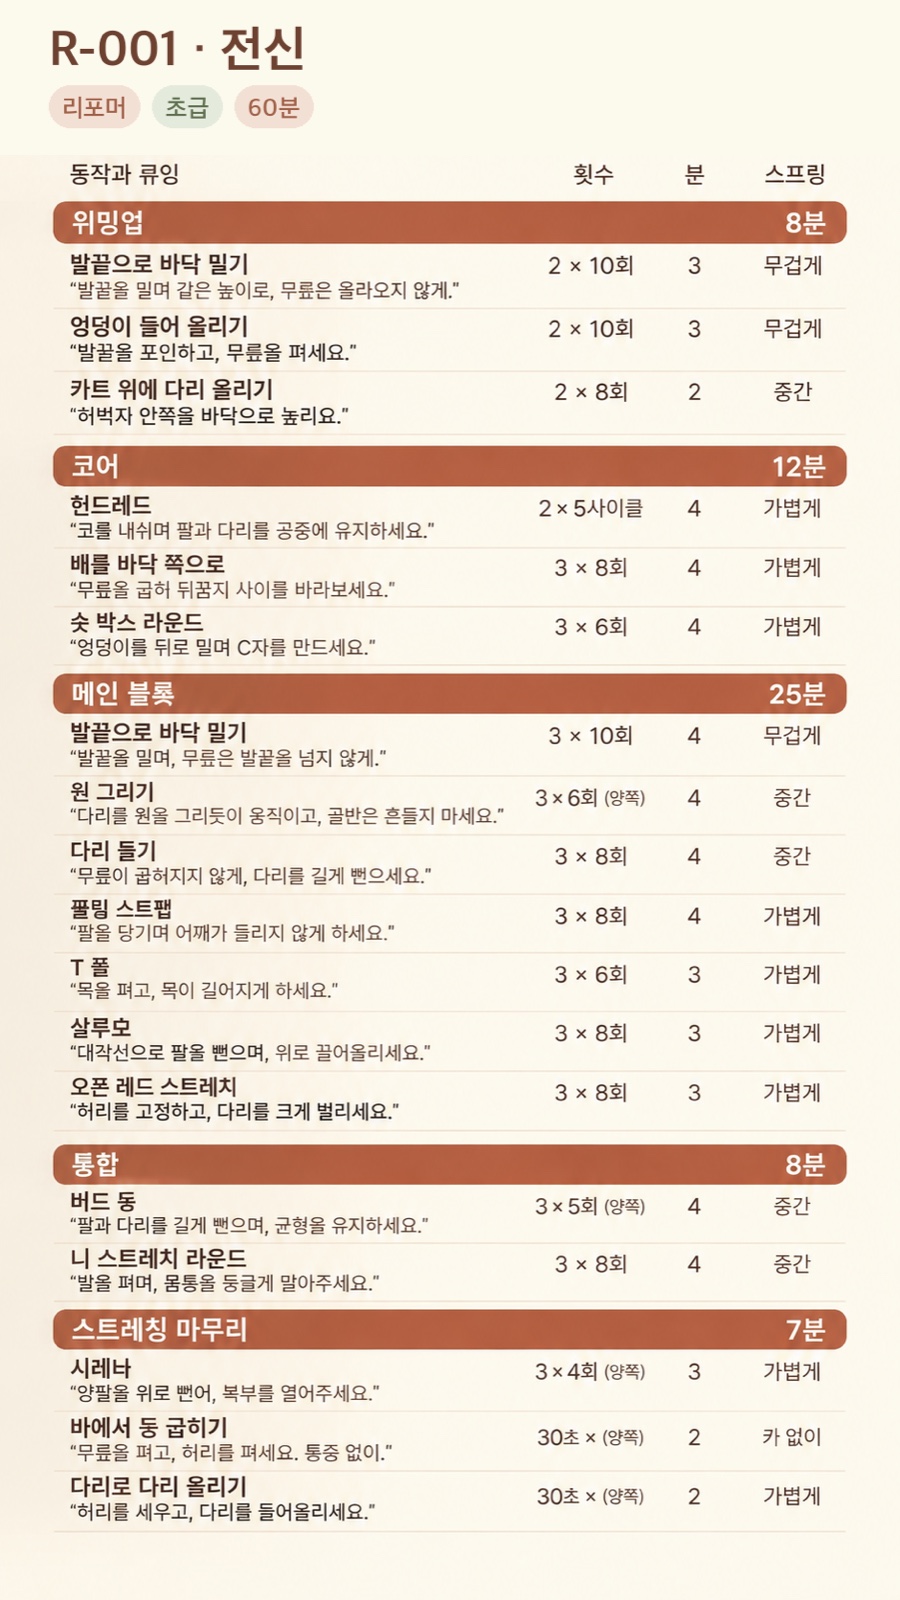 R-001 · 전신
리포머 초급 60분
동작과 류잉 횟수 분 스프링
위밍업 8분
발끝으로 바닥 밀기 2 × 10회 3 무겁게
“발끝올 밀며 같은 높이로, 무릎은 올라오지 않게.”
엉덩이 들어 올리기 2 × 10회 3 무겁게
“발끝을 포인하고, 무릎을 펴세요.”
카트 위에 다리 올리기 2 × 8회 2 중간
“허벅자 안쪽을 바닥으로 높리요.”
코어 12분
헌드레드 2 × 5사이클 4 가볍게
“코를 내쉬며 팔과 다리를 공중에 유지하세요.”
배를 바닥 쪽으로 3 × 8회 4 가볍게
“무릎올 굽혀 뒤꿈지 사이를 바라보세요.”
숏 박스 라운드 3 × 6회 4 가볍게
“엉덩이를 뒤로 밀며 C자를 만드세요.”
메인 블록 25분
발끝으로 바닥 밀기 3 × 10회 4 무겁게
“발끝을 밀며, 무릎은 발끝을 넘지 않게.”
원 그리기 3 × 6회 (양쪽) 4 중간
“다리를 원올 그리듯이 웅직이고, 골반은 흔들지 마세요.”
다리 들기 3 × 8회 4 중간
“무릎이 곱혀지지 않게, 다리를 길게 뻗으세요.”
풀링 스트팹 3 × 8회 4 가볍게
“팔올 당기며 어깨가 들리지 않게 하세요.”
T 폴 3 × 6회 3 가볍게
“목을 펴고, 목이 길어지게 하세요.”
살루호 3 × 8회 3 가볍게
“대각선으로 팔올 뻗으며, 위로 끌어올리세요.”
오폰 레드 스트레치 3 × 8회 3 가볍게
“허리를 고정하고, 다리를 크게 벌리세요.”
통합 8분
버드 동 3 × 5회 (양쪽) 4 중간
“팔과 다리를 길게 뻗으며, 균형올 유지하세요.”
니 스트레치 라운드 3 × 8회 4 중간
“발올 펴며, 몸통올 둥글게 말아주세요.”
스트레칭 마무리 7분
시레나 3 × 4회 (양쪽) 3 가볍게
“양팔올 위로 뻗어, 복부를 열어주세요.”
바에서 둥 굽히기 30초 × (양쪽) 2 카 없이
“무릎올 펴고, 허리를 펴세요. 통중 없이.”
다리로 다리 올리기 30초 × (양쪽) 2 가볍게
“허리를 세우고, 다리를 들어올리세요.”